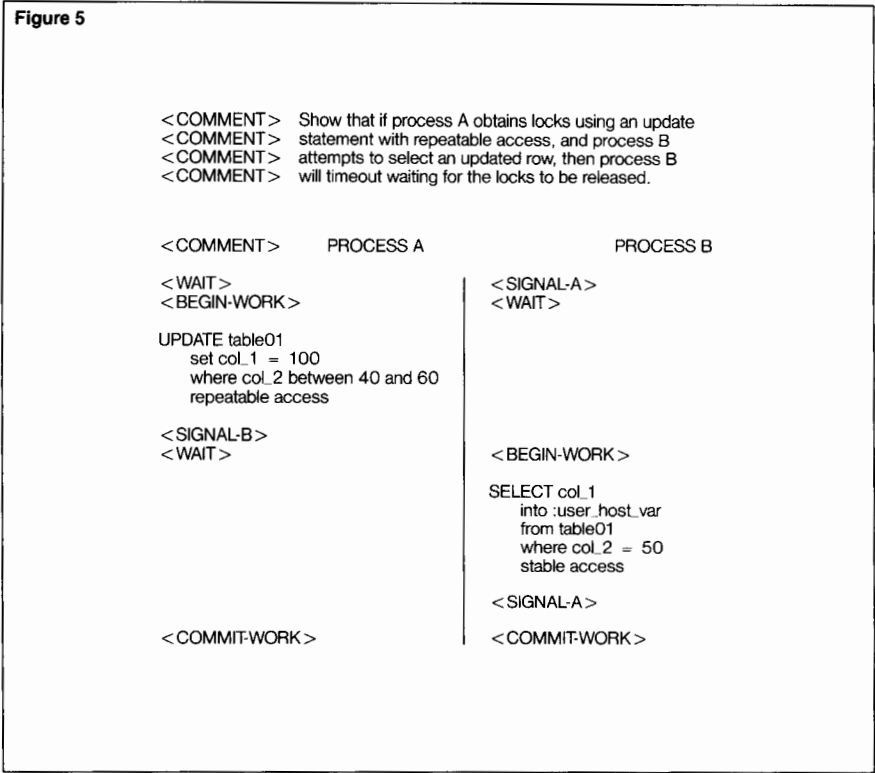 Figure 5
<COMMENT> Show that if process A obtains locks using an update
<COMMENT> statement with repeatable access, and process B
<COMMENT> attempts to select an updated row, then process B
<COMMENT> will timeout waiting for the locks to be released.
<COMMENT> PROCESS A PROCESS B
<WAIT> <SIGNAL-A>
<BEGIN-WORK> <WAIT>
UPDATE table01
set col_1 = 100
where col_2 between 40 and 60
repeatable access
<SIGNAL-B>
<WAIT> <BEGIN-WORK>
SELECT col_1
into :user_host_var
from table01
where col_2 = 50
stable access
<SIGNAL-A>
<COMMIT-WORK> <COMMIT-WORK>